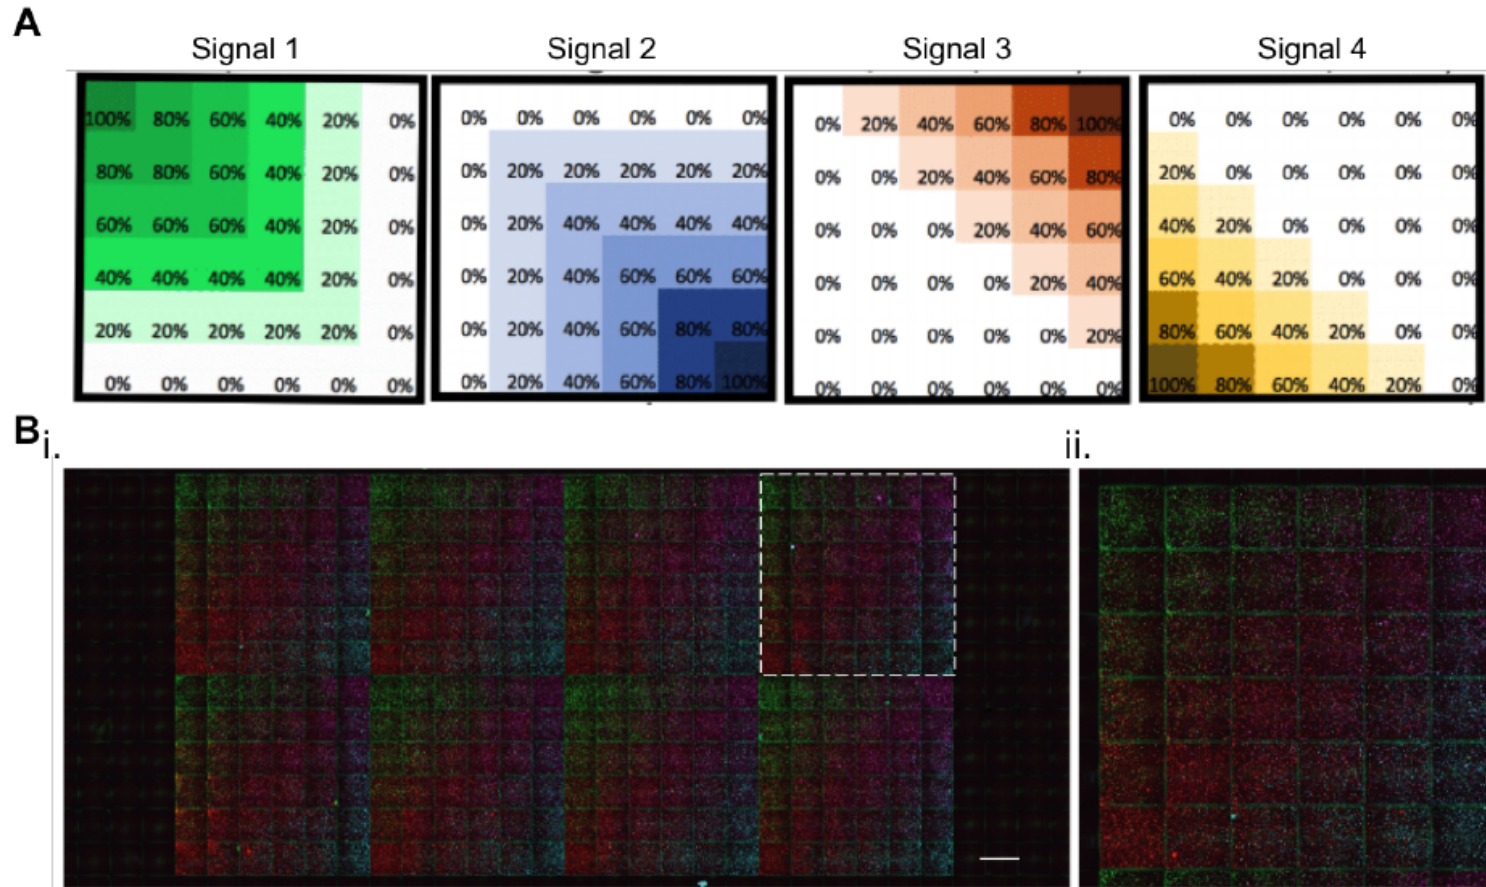 A
Signal 1 Signal 2 Signal 3 Signal 4
100% 80% 60% 40% 20% 0% 0% 0% 0% 0% 0% 0% 0% 20% 40% 60% 80% 100% 0% 0% 0% 0% 0% 0%
80% 80% 60% 40% 20% 0% 0% 20% 20% 20% 20% 20% 0% 0% 20% 40% 60% 80% 20% 0% 0% 0% 0% 0%
60% 60% 60% 40% 20% 0% 0% 20% 40% 40% 40% 40% 0% 0% 0% 20% 40% 60% 40% 20% 0% 0% 0% 0%
40% 40% 40% 40% 20% 0% 0% 20% 40% 60% 60% 60% 0% 0% 0% 0% 20% 40% 60% 40% 20% 0% 0% 0%
20% 20% 20% 20% 20% 0% 0% 20% 40% 60% 80% 80% 0% 0% 0% 0% 0% 20% 80% 60% 40% 20% 0% 0%
0% 0% 0% 0% 0% 0% 0% 20% 40% 60% 80% 100% 0% 0% 0% 0% 0% 0% 100% 80% 60% 40% 20% 0%
B i. ii.